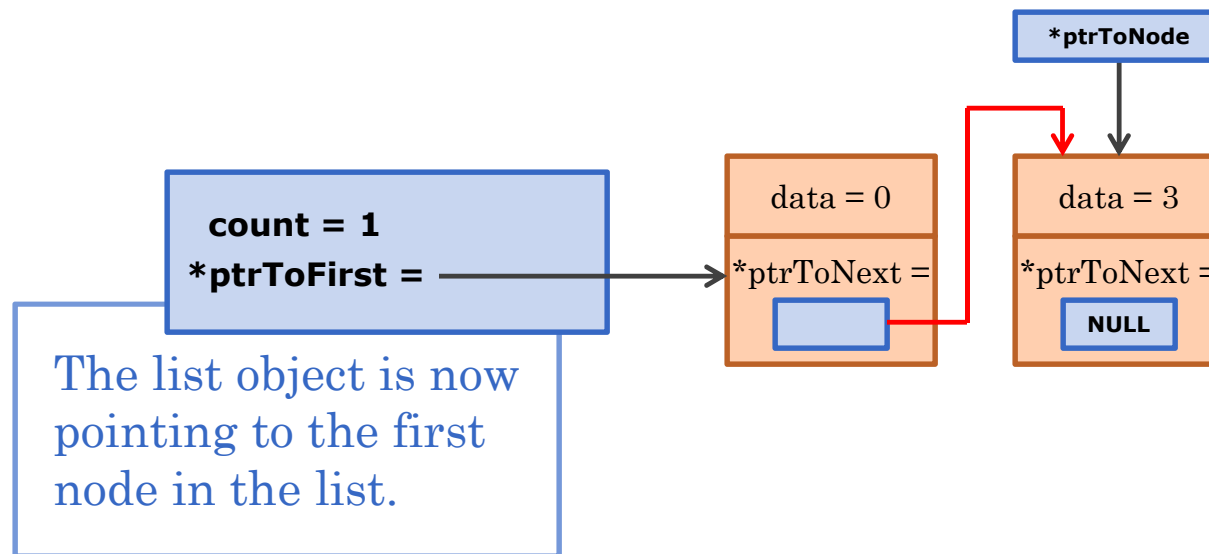 *ptrToNode
data = 0
data = 3
count = 1
*ptrToFirst =
*ptrToNext =
*ptrToNext =
NULL
The list object is now
pointing to the first
node in the list.